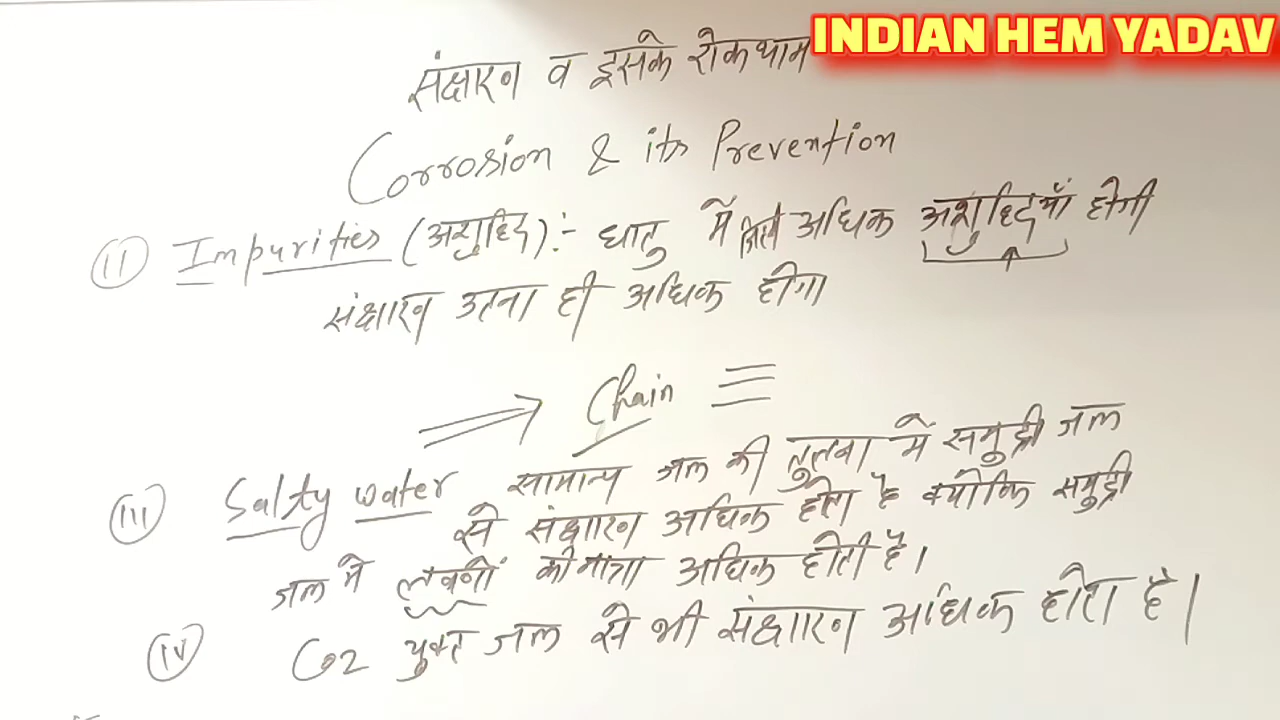 INDIAN HEM YADAV
संक्षारण व इसके रोकथाम
Corrosion & its Prevention
(ii) Impurities (अशुद्धि) :- धातु में जितनी अधिक अशुद्धियाँ होगी
संक्षारण उतना ही अधिक होगा
⇒ Chain
(iii) Salty water सामान्य जल की तुलना में समुद्री जल
से संक्षारण अधिक होता है क्योंकि समुद्री
जल मे लवणों की मात्रा अधिक होती है।
(iv) CO2 युक्त जल से भी संक्षारण अधिक होता है।